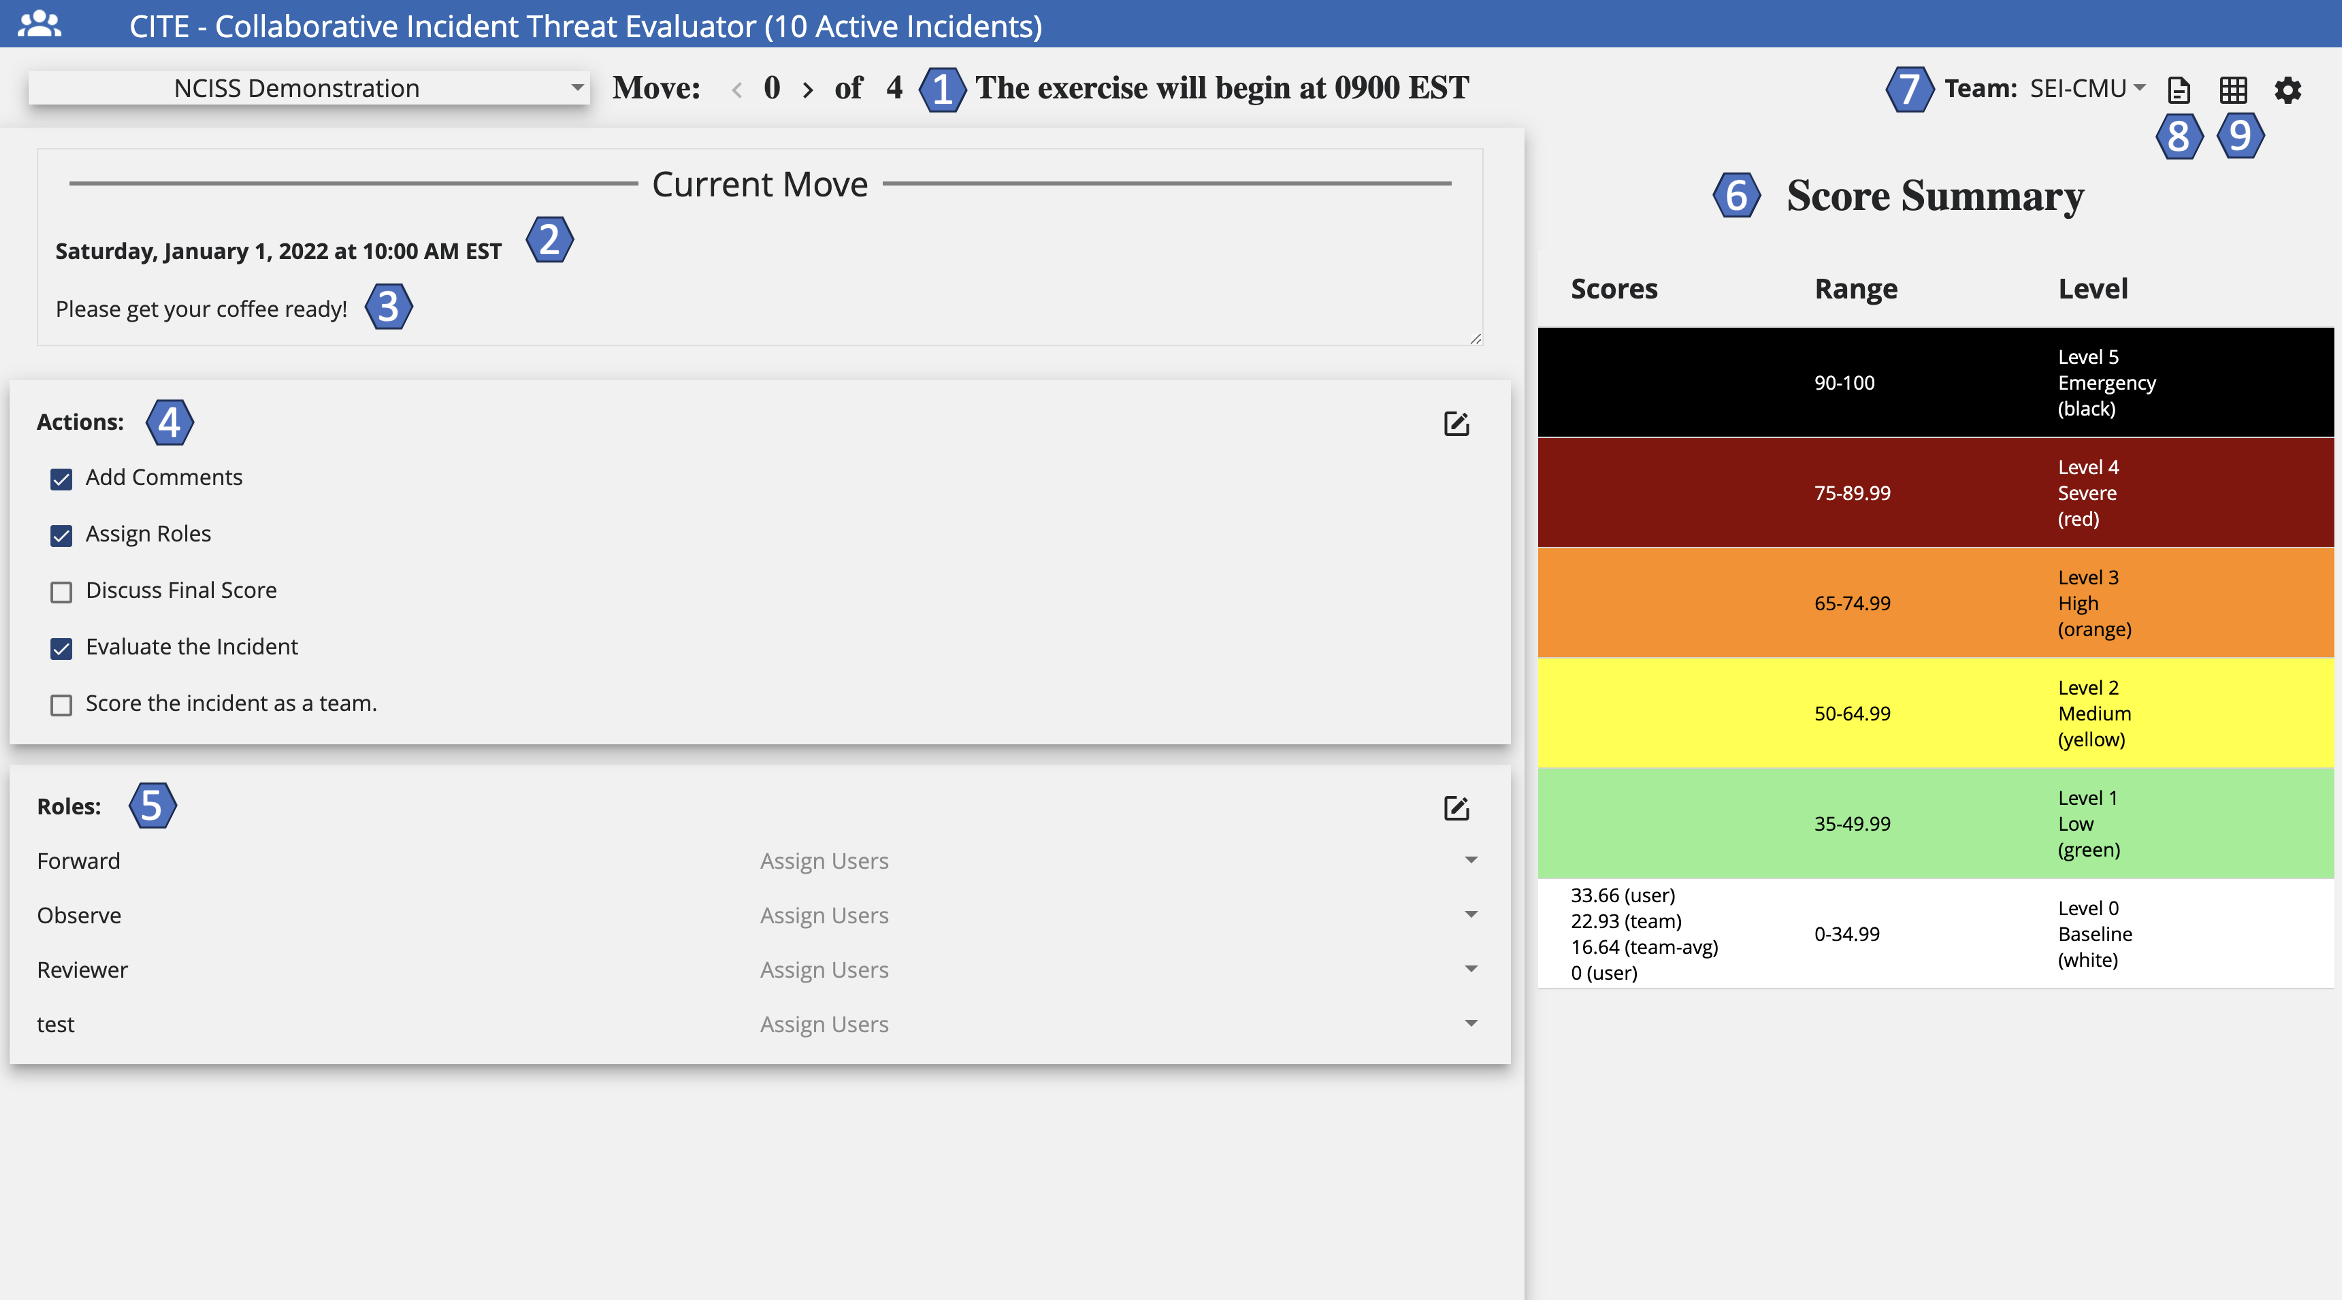 CITE - Collaborative Incident Threat Evaluator (10 Active Incidents)
NCISS Demonstration
Move: < 0 > of 4 1 The exercise will begin at 0900 EST
7 Team: SEI-CMU
8 9
Current Move
Saturday, January 1, 2022 at 10:00 AM EST 2
Please get your coffee ready! 3
Actions: 4
Add Comments
Assign Roles
Discuss Final Score
Evaluate the Incident
Score the incident as a team.
Roles: 5
Forward Assign Users
Observe Assign Users
Reviewer Assign Users
test Assign Users
6 Score Summary
Scores Range Level
90-100
Level 5
Emergency
(black)
75-89.99
Level 4
Severe
(red)
65-74.99
Level 3
High
(orange)
50-64.99
Level 2
Medium
(yellow)
35-49.99
Level 1
Low
(green)
33.66 (user)
22.93 (team)
16.64 (team-avg)
0 (user)
0-34.99
Level 0
Baseline
(white)